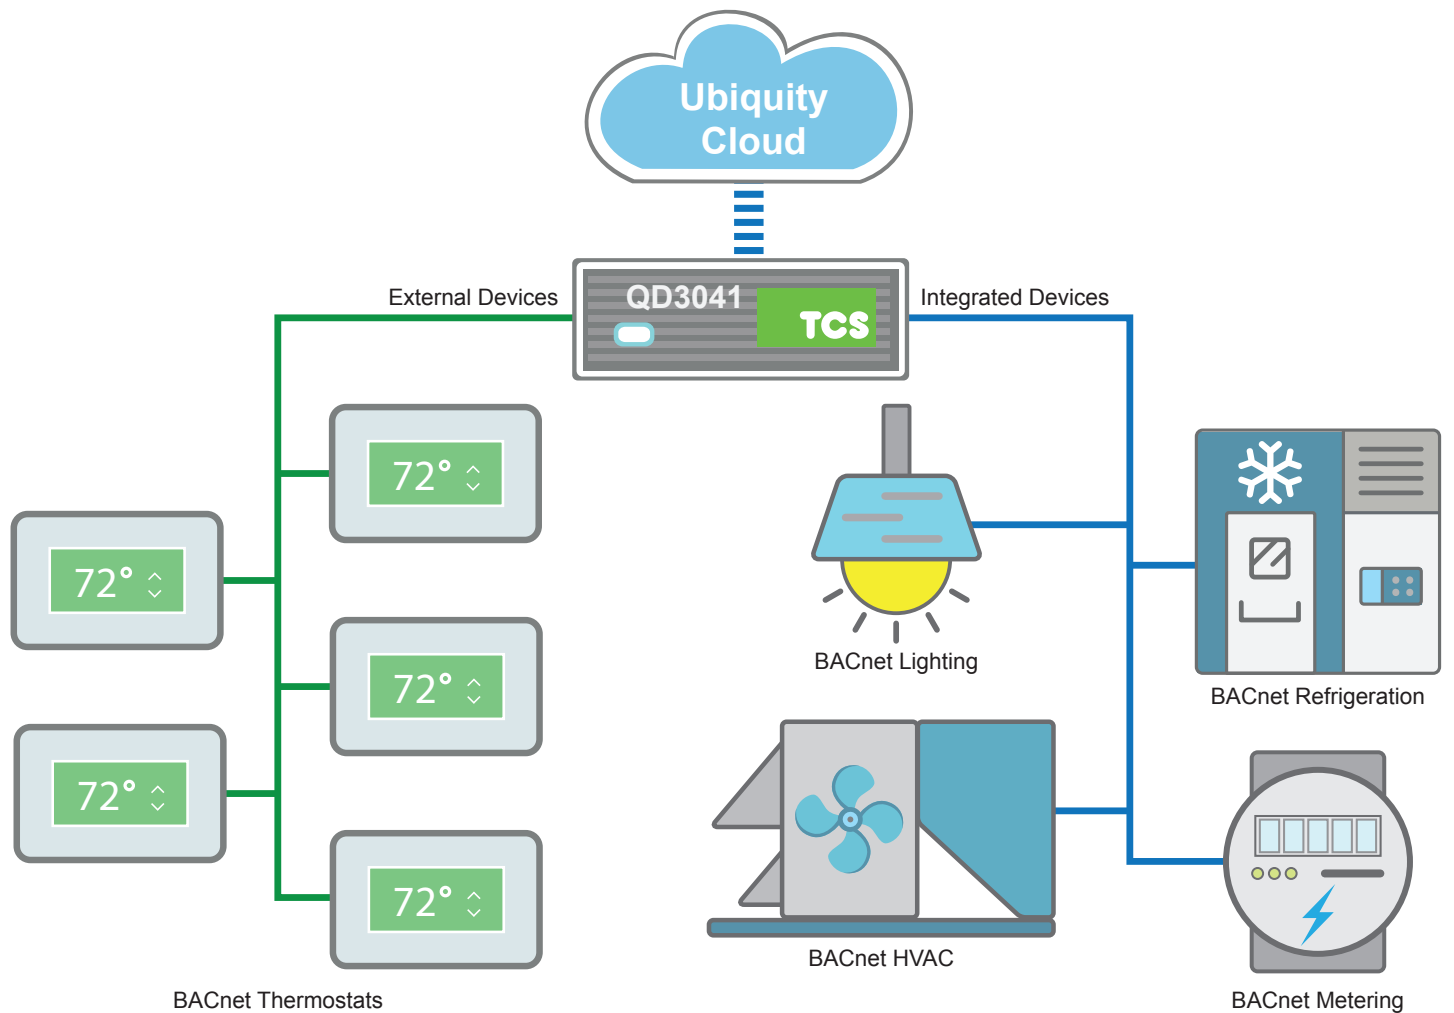 Ubiquity
Cloud
External Devices
QD3041
TCS
Integrated Devices
72°
72°
72°
72°
72°
BACnet Lighting
BACnet Refrigeration
BACnet HVAC
BACnet Thermostats
BACnet Metering